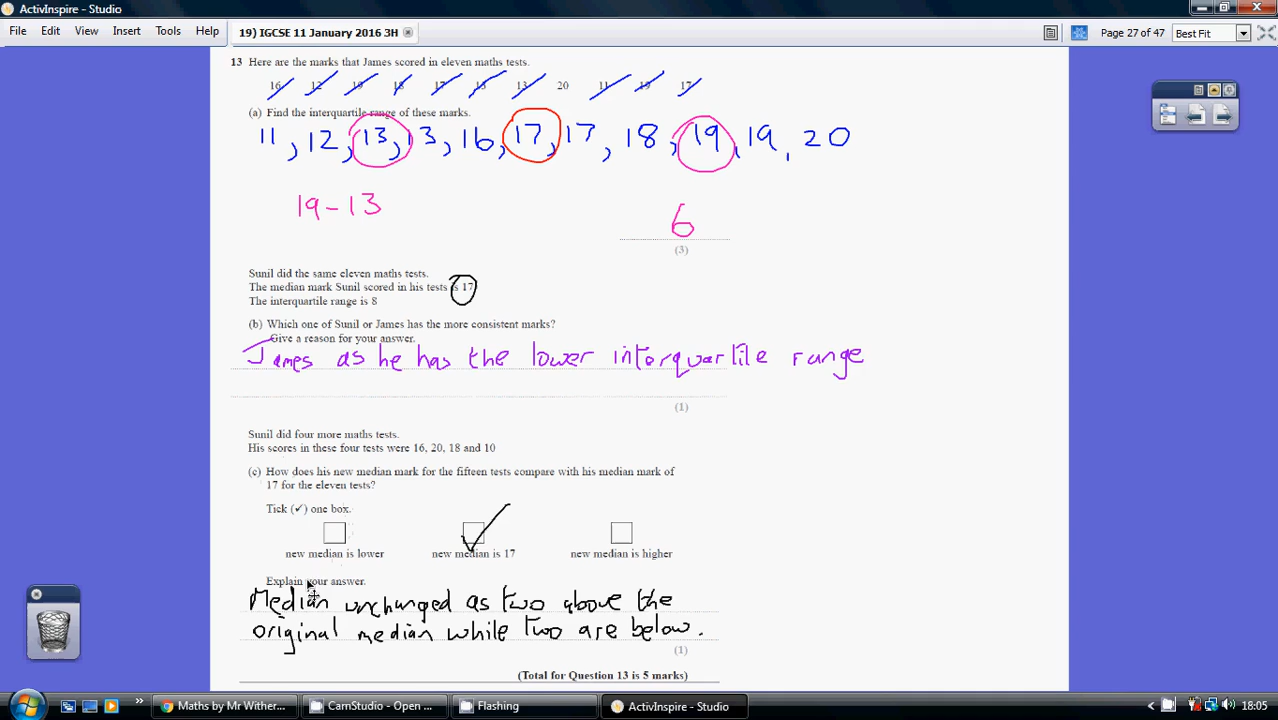 ActivInspire - Studio
File Edit View Insert Tools Help
19) IGCSE 11 January 2016 3H
Page 27 of 47
Best Fit
13 Here are the marks that James scored in eleven maths tests.
16 12 19 18 17 13 13 20 11 19 17
(a) Find the interquartile range of these marks.
11, 12, 13, 13, 16, 17, 17, 18, 19, 19, 20
19-13
6
(3)
Sunil did the same eleven maths tests.
The median mark Sunil scored in his tests is 17
The interquartile range is 8
(b) Which one of Sunil or James has the more consistent marks?
Give a reason for your answer.
James as he has the lower interquartile range
(1)
Sunil did four more maths tests.
His scores in these four tests were 16, 20, 18 and 10
(c) How does his new median mark for the fifteen tests compare with his median mark of
17 for the eleven tests?
Tick (✓) one box.
new median is lower new median is 17 new median is higher
Explain your answer.
Median unchanged as two above the
original median while two are below.
(1)
(Total for Question 13 is 5 marks)
Maths by Mr Wither... CamStudio - Open ... Flashing ActivInspire - Studio 18:05